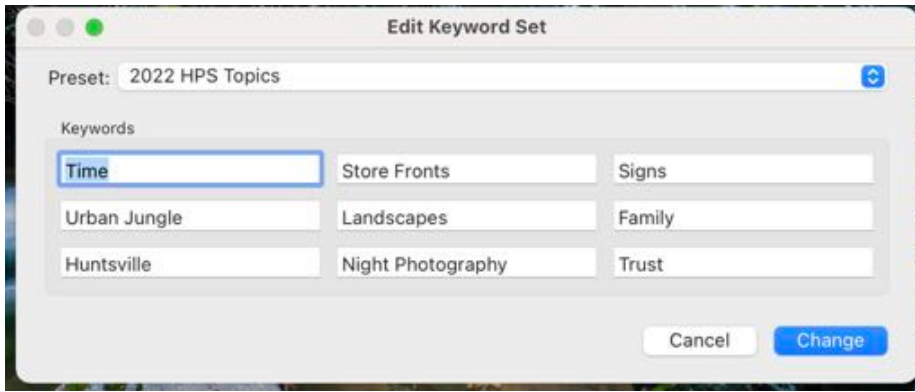 Edit Keyword Set
Preset: 2022 HPS Topics
Keywords
Time Store Fronts Signs
Urban Jungle Landscapes Family
Huntsville Night Photography Trust
Cancel Change